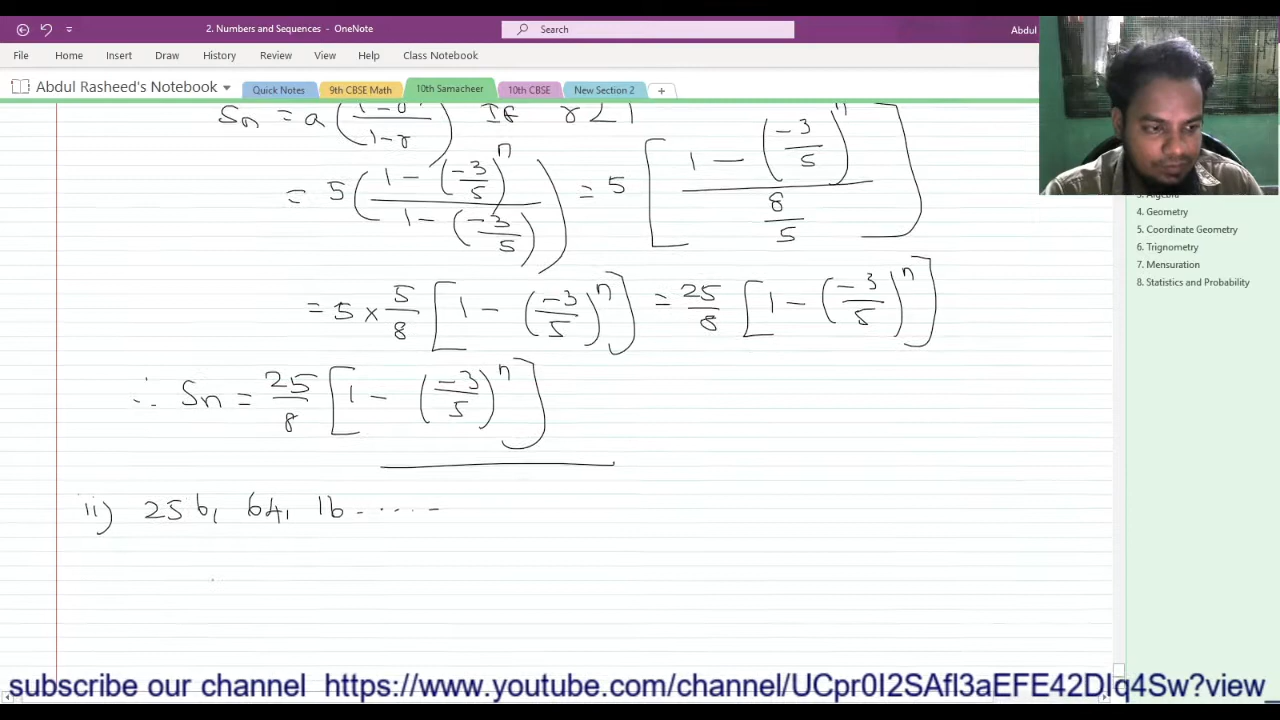 2. Numbers and Sequences - OneNote
Search
Abdul
File Home Insert Draw History Review View Help Class Notebook
Abdul Rasheed's Notebook
Quick Notes 9th CBSE Math 10th Samacheer 10th CBSE New Section 2 +
Sn = a ((1-rⁿ)/(1-r)) If r < 1
= 5 ((1 - (-3/5)ⁿ)/(1 - (-3/5))) = 5 [(1 - (-3/5)ⁿ)/(8/5)]
= 5 × 5/8 [1 - (-3/5)ⁿ] = 25/8 [1 - (-3/5)ⁿ]
∴ Sn = 25/8 [1 - (-3/5)ⁿ]
ii) 256, 64, 16 .....
3. Algebra
4. Geometry
5. Coordinate Geometry
6. Trignometry
7. Mensuration
8. Statistics and Probability
subscribe our channel https://www.youtube.com/channel/UCpr0I2SAfl3aEFE42DIq4Sw?view_